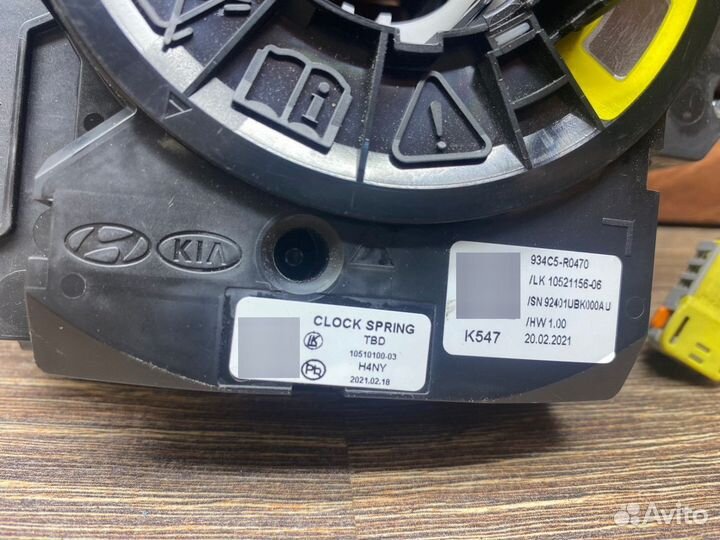 KIA
CLOCK SPRING
TBD
10510100-03
H4NY
2021.02.18
Pb
934C5-R0470
/LK 10521156-06
/SN 92401UBK000AU
/HW 1.00
K547
20.02.2021
Avito